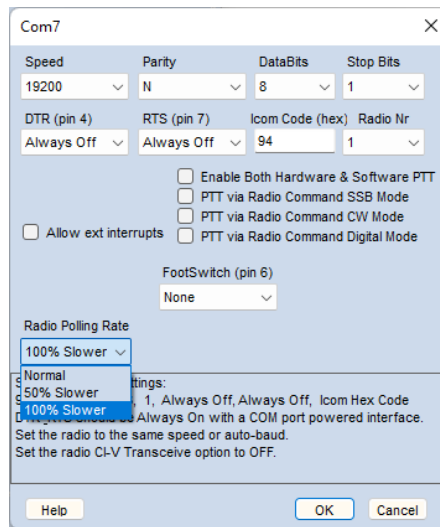 Com7
Speed Parity DataBits Stop Bits
19200 N 8 1
DTR (pin 4) RTS (pin 7) Icom Code (hex) Radio Nr
Always Off Always Off 94 1
Enable Both Hardware & Software PTT
PTT via Radio Command SSB Mode
PTT via Radio Command CW Mode
Allow ext interrupts PTT via Radio Command Digital Mode
FootSwitch (pin 6)
None
Radio Polling Rate
100% Slower
Normal
50% Slower
100% Slower
ttings:
, 1, Always Off, Always Off, Icom Hex Code
Always On with a COM port powered interface.
Set the radio to the same speed or auto-baud.
Set the radio CI-V Transceive option to OFF.
Help OK Cancel